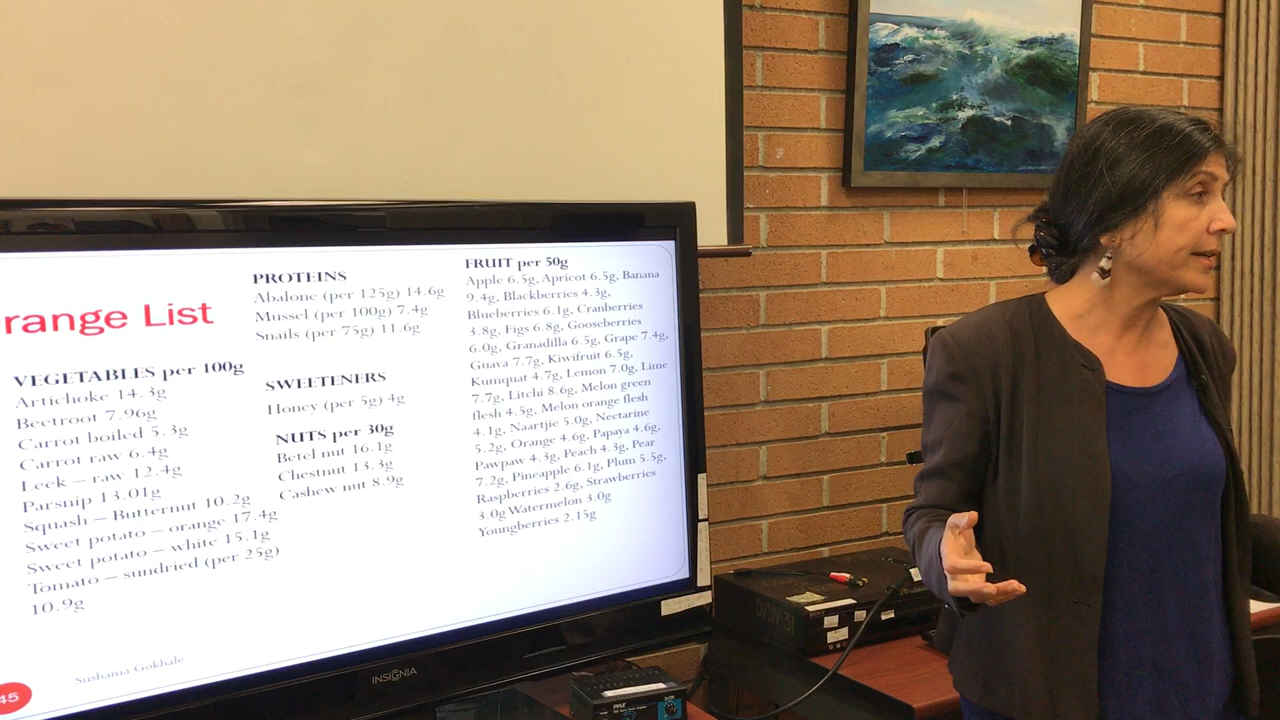 range List
VEGETABLES per 100g
Artichoke 14.3g
Beetroot 7.96g
Carrot boiled 5.3g
Carrot raw 6.4g
Leek – raw 12.4g
Parsnip 13.01g
Squash – Butternut 10.2g
Sweet potato – orange 17.4g
Sweet potato – white 15.1g
Tomato – sundried (per 25g)
10.9g
PROTEINS
Abalone (per 125g) 14.6g
Mussel (per 100g) 7.4g
Snails (per 75g) 11.6g
SWEETENERS
Honey (per 5g) 4g
NUTS per 30g
Betel nut 16.1g
Chestnut 13.3g
Cashew nut 8.9g
FRUIT per 50g
Apple 6.5g, Apricot 6.5g, Banana
9.4g, Blackberries 4.3g,
Blueberries 6.1g, Cranberries
3.8g, Figs 6.8g, Gooseberries
6.0g, Granadilla 6.5g, Grape 7.4g,
Guava 7.7g, Kiwifruit 6.5g,
Kumquat 4.7g, Lemon 7.0g, Lime
7.7g, Litchi 8.6g, Melon green
flesh 4.5g, Melon orange flesh
4.1g, Naartjie 5.0g, Nectarine
5.2g, Orange 4.6g, Papaya 4.6g,
Pawpaw 4.3g, Peach 4.3g, Pear
7.2g, Pineapple 6.1g, Plum 5.5g,
Raspberries 2.6g, Strawberries
3.0g Watermelon 3.0g
Youngberries 2.15g
Sushama Gokhale
45
INSIGNIA
PYLE